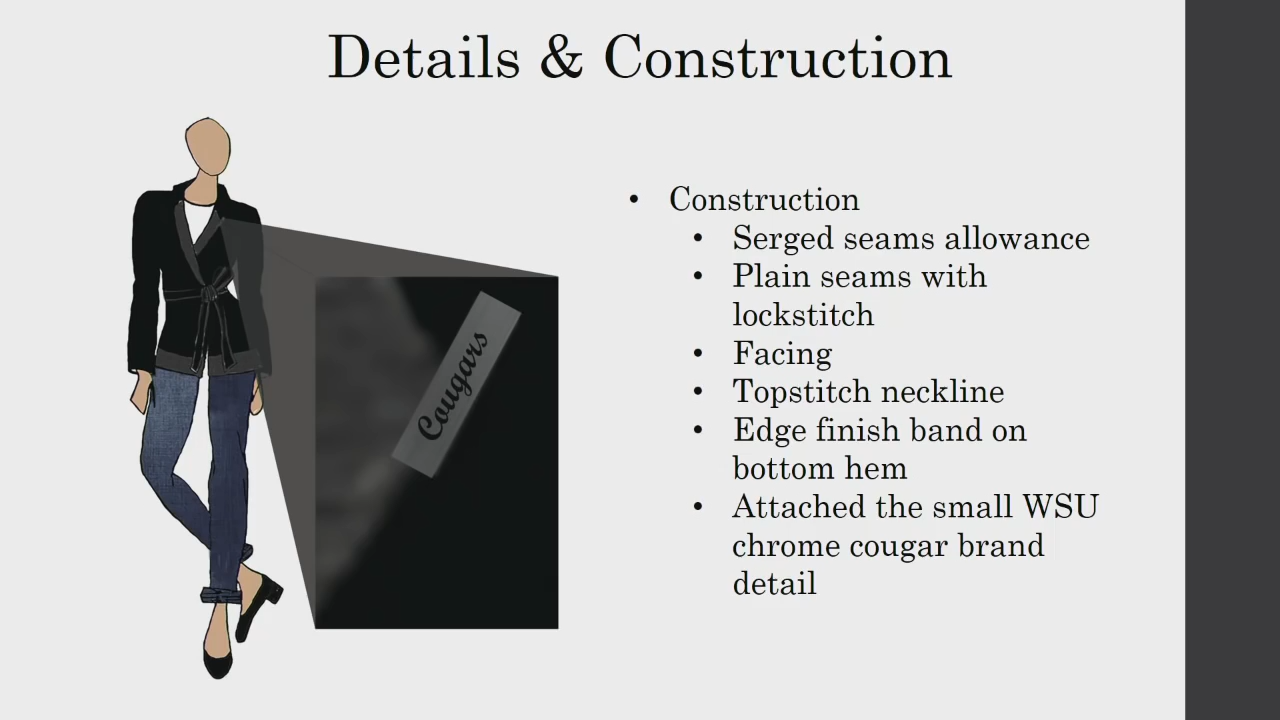 Details & Construction
• Construction
• Serged seams allowance
• Plain seams with
lockstitch
• Facing
• Topstitch neckline
• Edge finish band on
bottom hem
• Attached the small WSU
chrome cougar brand
detail
Cougars